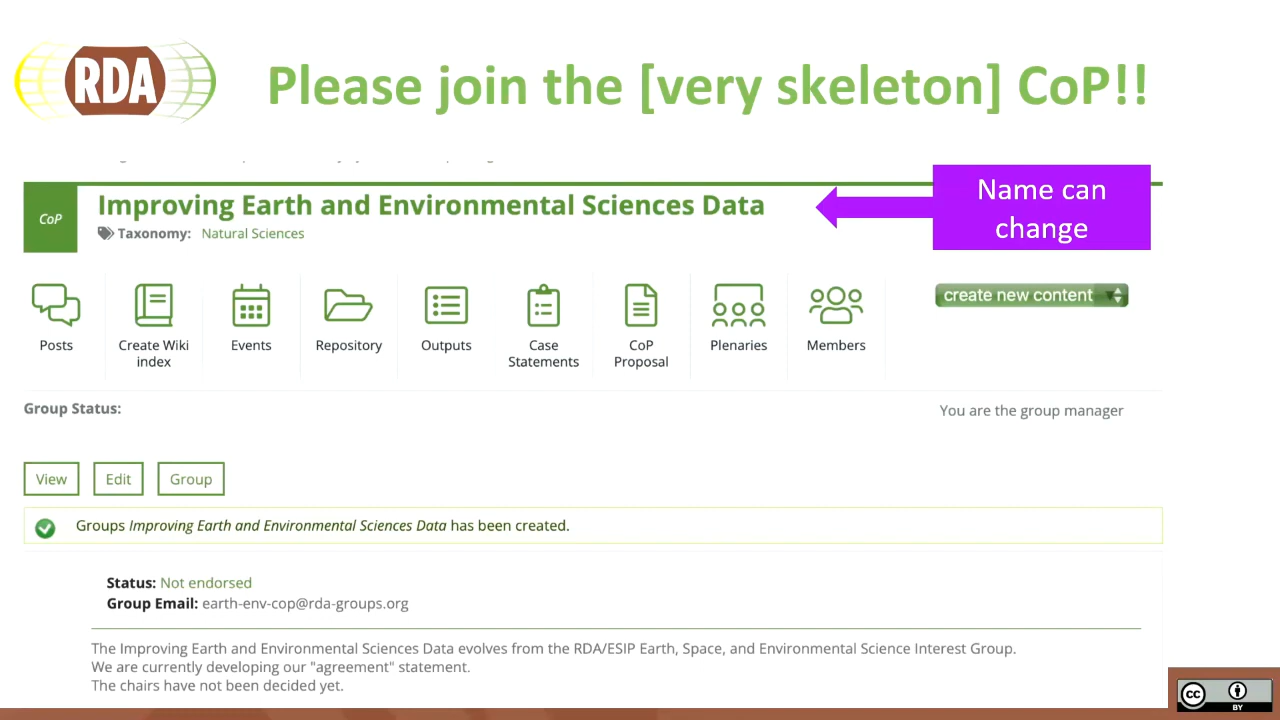 RDA
Please join the [very skeleton] CoP!!
CoP
Improving Earth and Environmental Sciences Data
Taxonomy: Natural Sciences
Name can
change
create new content
Posts
Create Wiki
index
Events
Repository
Outputs
Case
Statements
CoP
Proposal
Plenaries
Members
Group Status:
You are the group manager
View
Edit
Group
Groups Improving Earth and Environmental Sciences Data has been created.
Status: Not endorsed
Group Email: earth-env-cop@rda-groups.org
The Improving Earth and Environmental Sciences Data evolves from the RDA/ESIP Earth, Space, and Environmental Science Interest Group.
We are currently developing our "agreement" statement.
The chairs have not been decided yet.
cc
BY